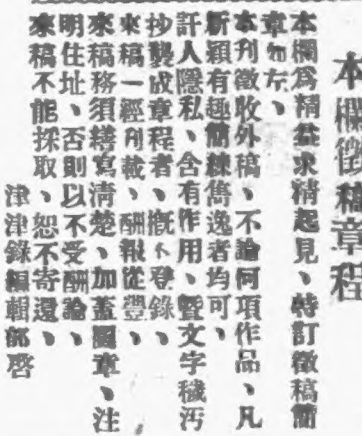 本欄徵稿章程
本欄爲精益求精起見、特訂徵稿簡
章如左、
本刊徵收外稿、不論何項作品、凡
新穎有趣簡練雋逸者均可、
訐人隱私、含有作用、暨文字穢汚
抄襲成章程者、概不登錄、
來稿一經刋載、酬報從豐、
來稿務須繕寫清楚、加蓋圖章、注
明住址、否則以不受酬論、
來稿不能採取、恕不寄還、
津津錄編輯部啓